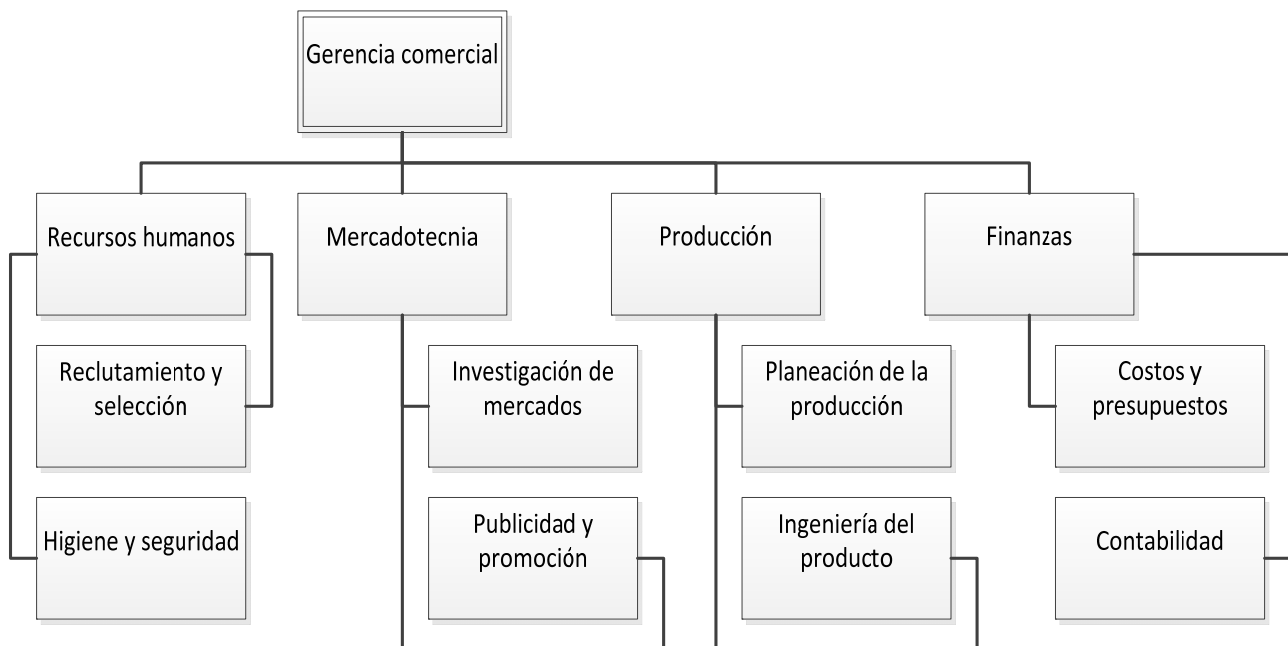 Gerencia comercial
Recursos humanos
Mercadotecnia
Producción
Finanzas
Reclutamiento y
selección
Investigación de
mercados
Planeación de la
producción
Costos y
presupuestos
Higiene y seguridad
Publicidad y
promoción
Ingeniería del
producto
Contabilidad